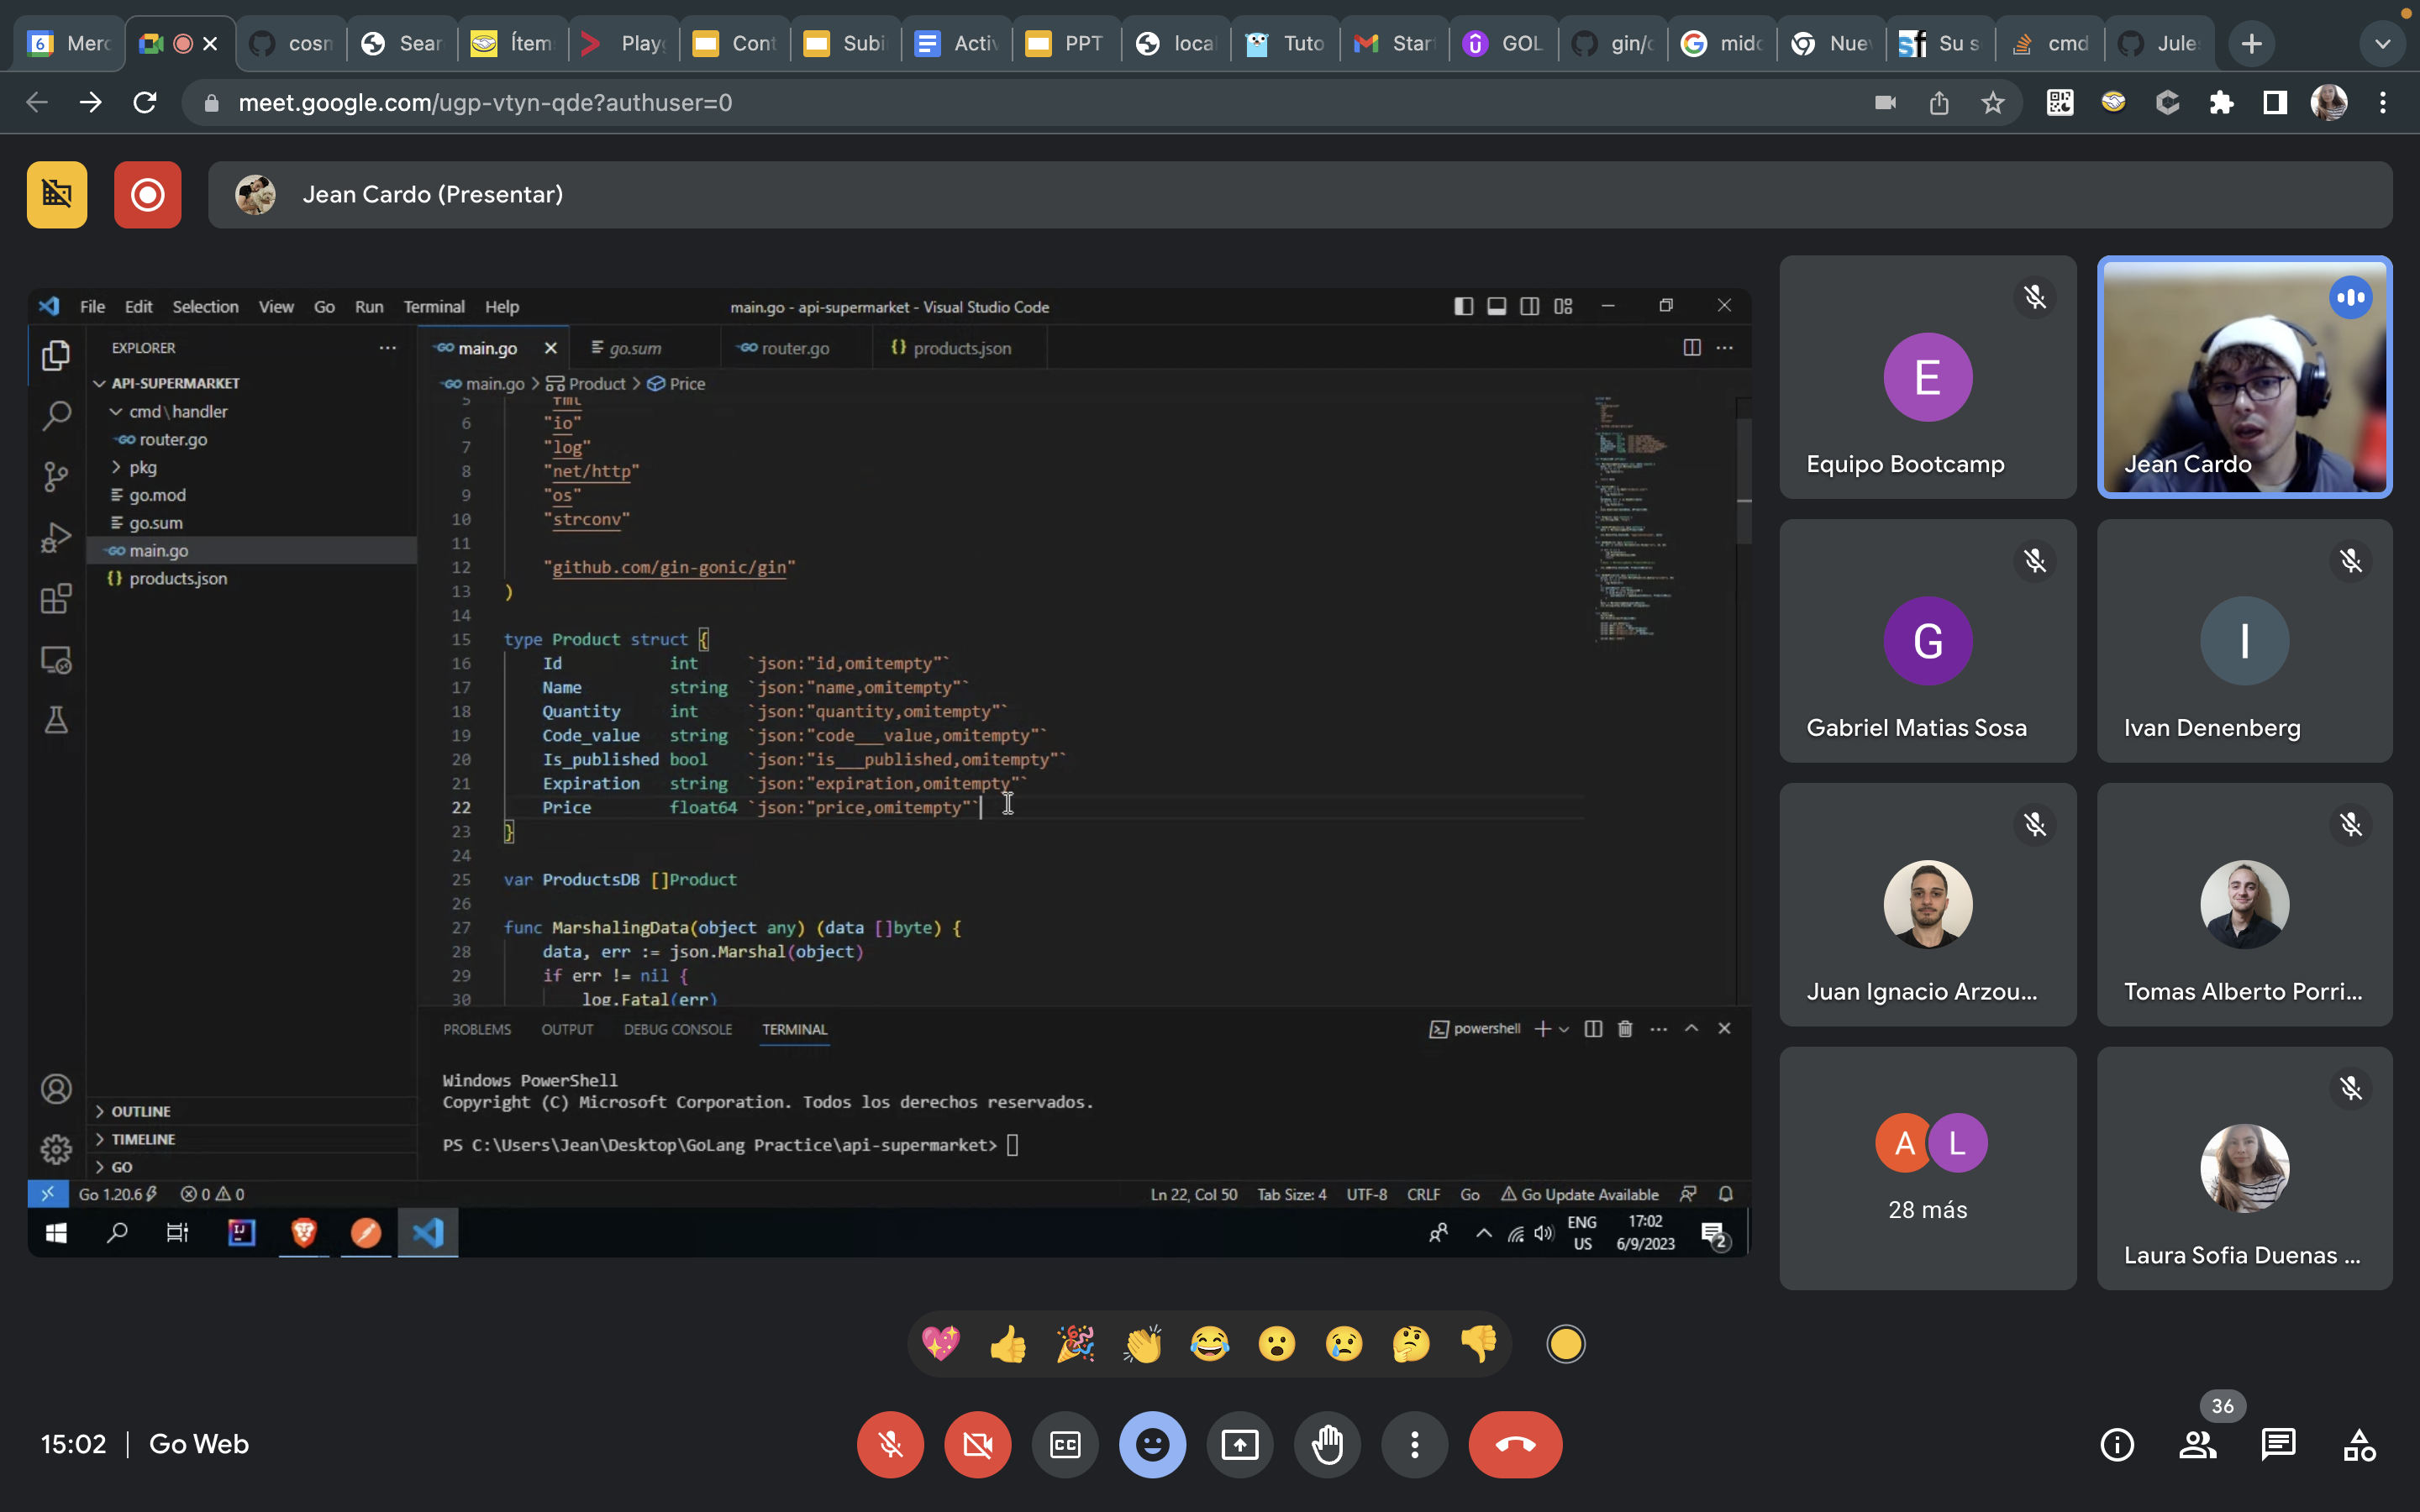 6 Merc
cosm
Sear
Ítem
Play
Cont
Subi
Activ
PPT
loca
Tuto
Star
GOL
gin/c
midd
Nuev
Su s
cmd
Jule
meet.google.com/ugp-vtyn-qde?authuser=0
Jean Cardo (Presentar)
File Edit Selection View Go Run Terminal Help
main.go - api-supermarket - Visual Studio Code
EXPLORER
API-SUPERMARKET
cmd\handler
router.go
pkg
go.mod
go.sum
main.go
products.json
OUTLINE
TIMELINE
GO
main.go
go.sum
router.go
{} products.json
main.go > Product > Price
5 "fmt"
6 "io"
7 "log"
8 "net/http"
9 "os"
10 "strconv"
11
12 "github.com/gin-gonic/gin"
13 )
14
15 type Product struct {
16 Id int `json:"id,omitempty"`
17 Name string `json:"name,omitempty"`
18 Quantity int `json:"quantity,omitempty"`
19 Code_value string `json:"code___value,omitempty"`
20 Is_published bool `json:"is___published,omitempty"`
21 Expiration string `json:"expiration,omitempty"`
22 Price float64 `json:"price,omitempty"`
23 }
24
25 var ProductsDB []Product
26
27 func MarshalingData(object any) (data []byte) {
28 data, err := json.Marshal(object)
29 if err != nil {
30 log.Fatal(err)
PROBLEMS OUTPUT DEBUG CONSOLE TERMINAL
powershell
Windows PowerShell
Copyright (C) Microsoft Corporation. Todos los derechos reservados.
PS C:\Users\Jean\Desktop\GoLang Practice\api-supermarket>
Go 1.20.6 0 0
Ln 22, Col 50 Tab Size: 4 UTF-8 CRLF Go Go Update Available
ENG
US
17:02
6/9/2023
2
E
Equipo Bootcamp
Jean Cardo
G
Gabriel Matias Sosa
I
Ivan Denenberg
Juan Ignacio Arzou...
Tomas Alberto Porri...
A L
28 más
Laura Sofia Duenas ...
15:02 | Go Web
CC
36